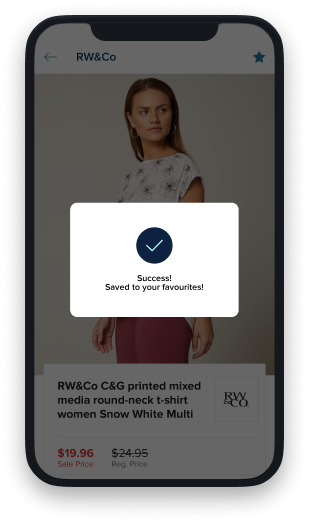 RW&Co
Success!
Saved to your favourites!
RW&Co C&G printed mixed
media round-neck t-shirt
women Snow White Multi
RW
&CO.
$19.96
Sale Price
$24.95
Reg. Price